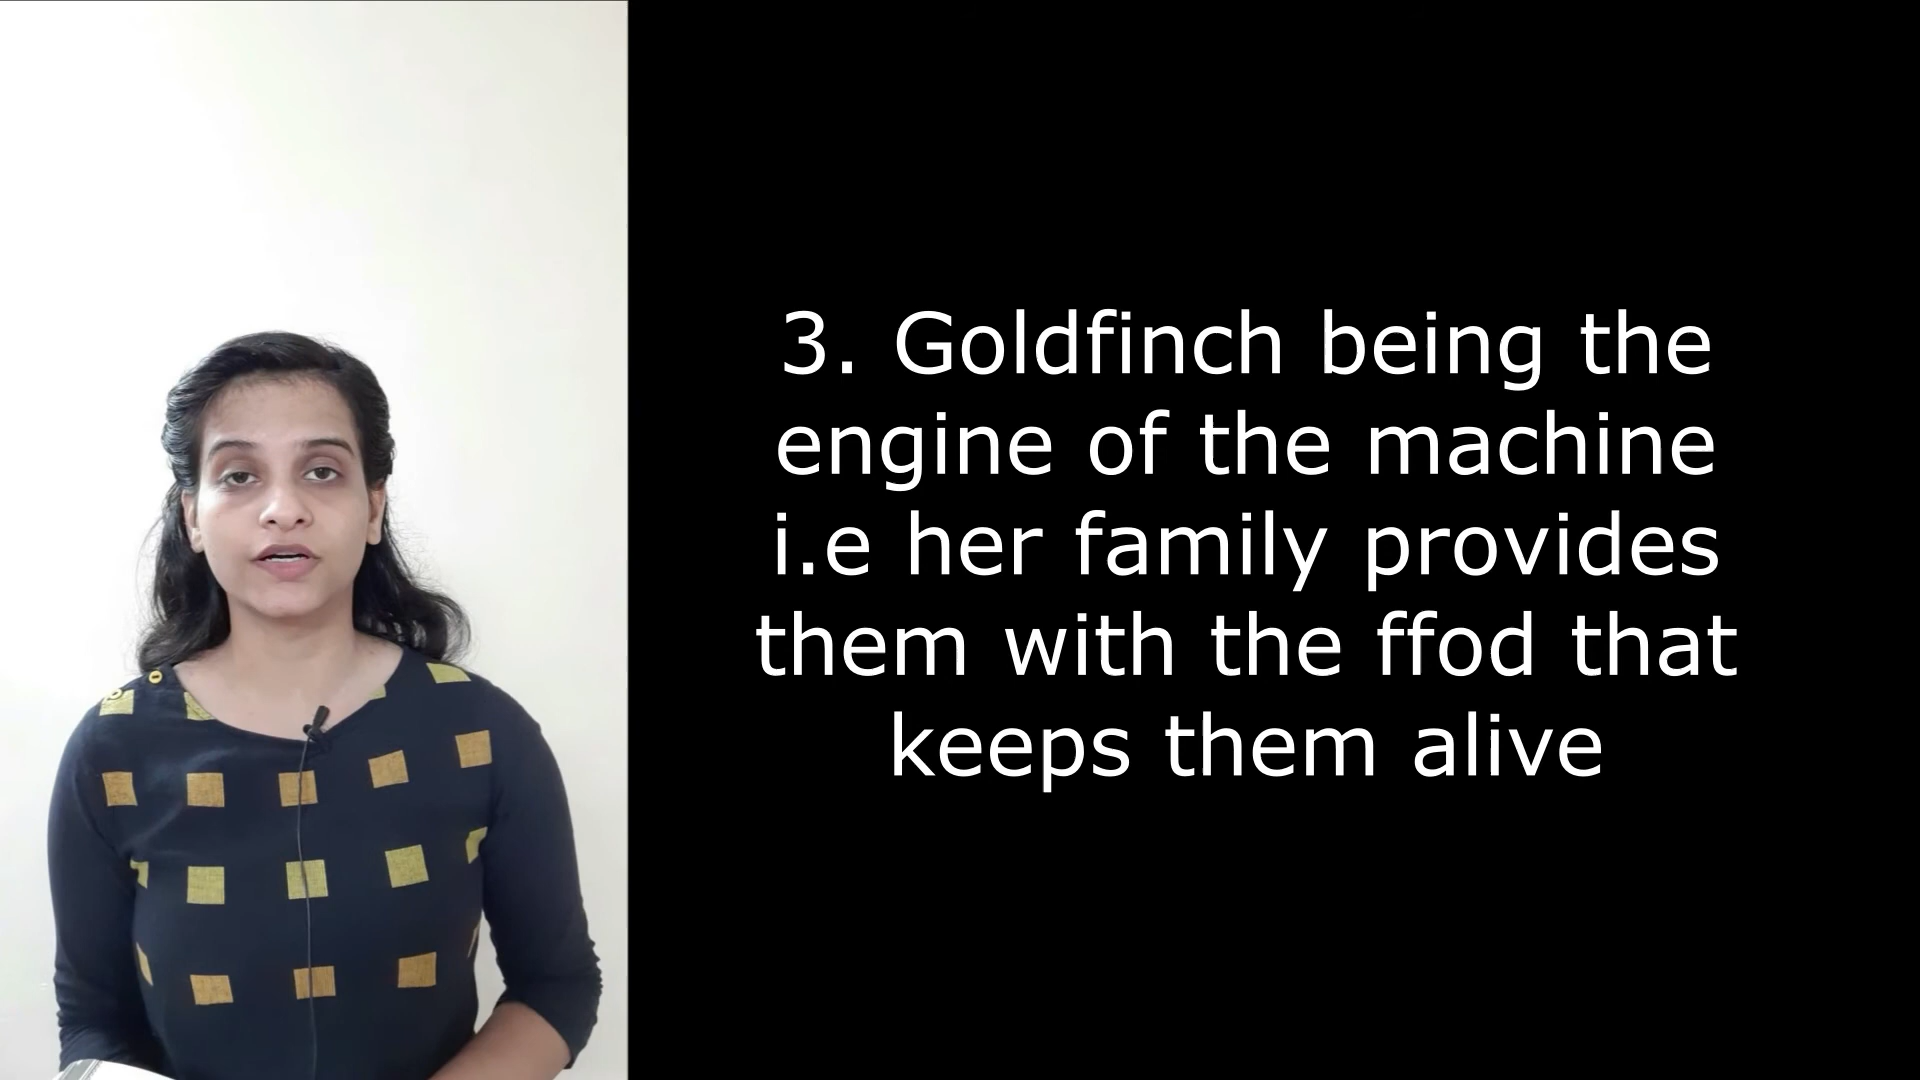 3. Goldfinch being the
engine of the machine
i.e her family provides
them with the ffod that
keeps them alive